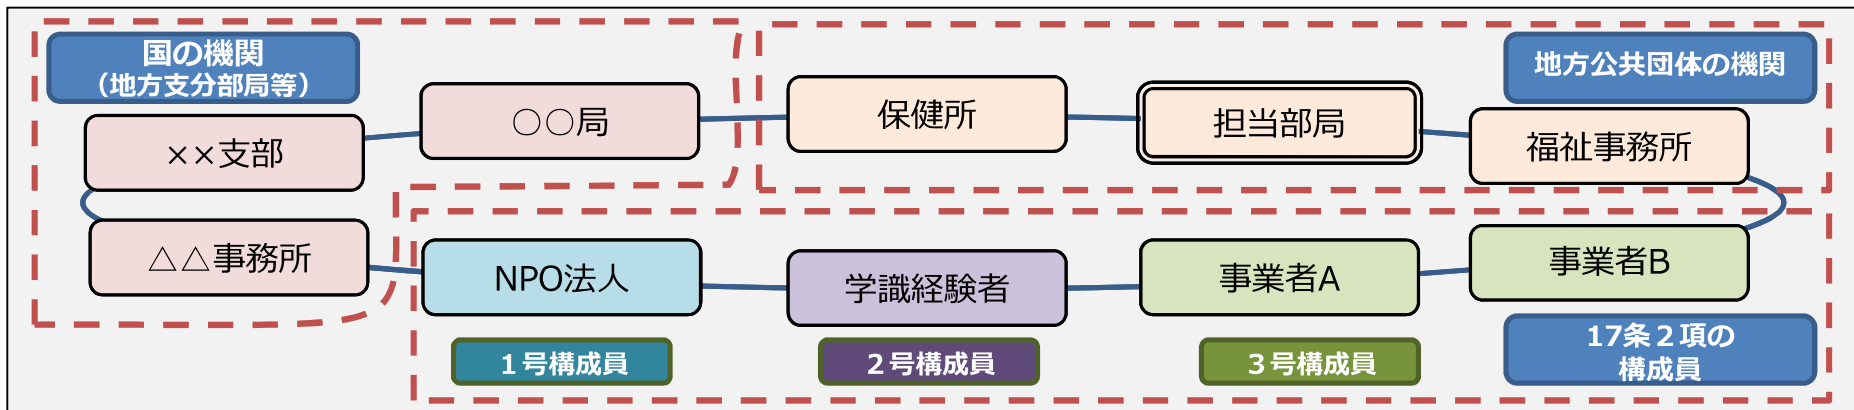 国の機関
（地方支分部局等）
地方公共団体の機関
○○局
保健所
担当部局
福祉事務所
××支部
△△事務所
NPO法人
学識経験者
事業者A
事業者B
１号構成員
２号構成員
３号構成員
17条２項の
構成員